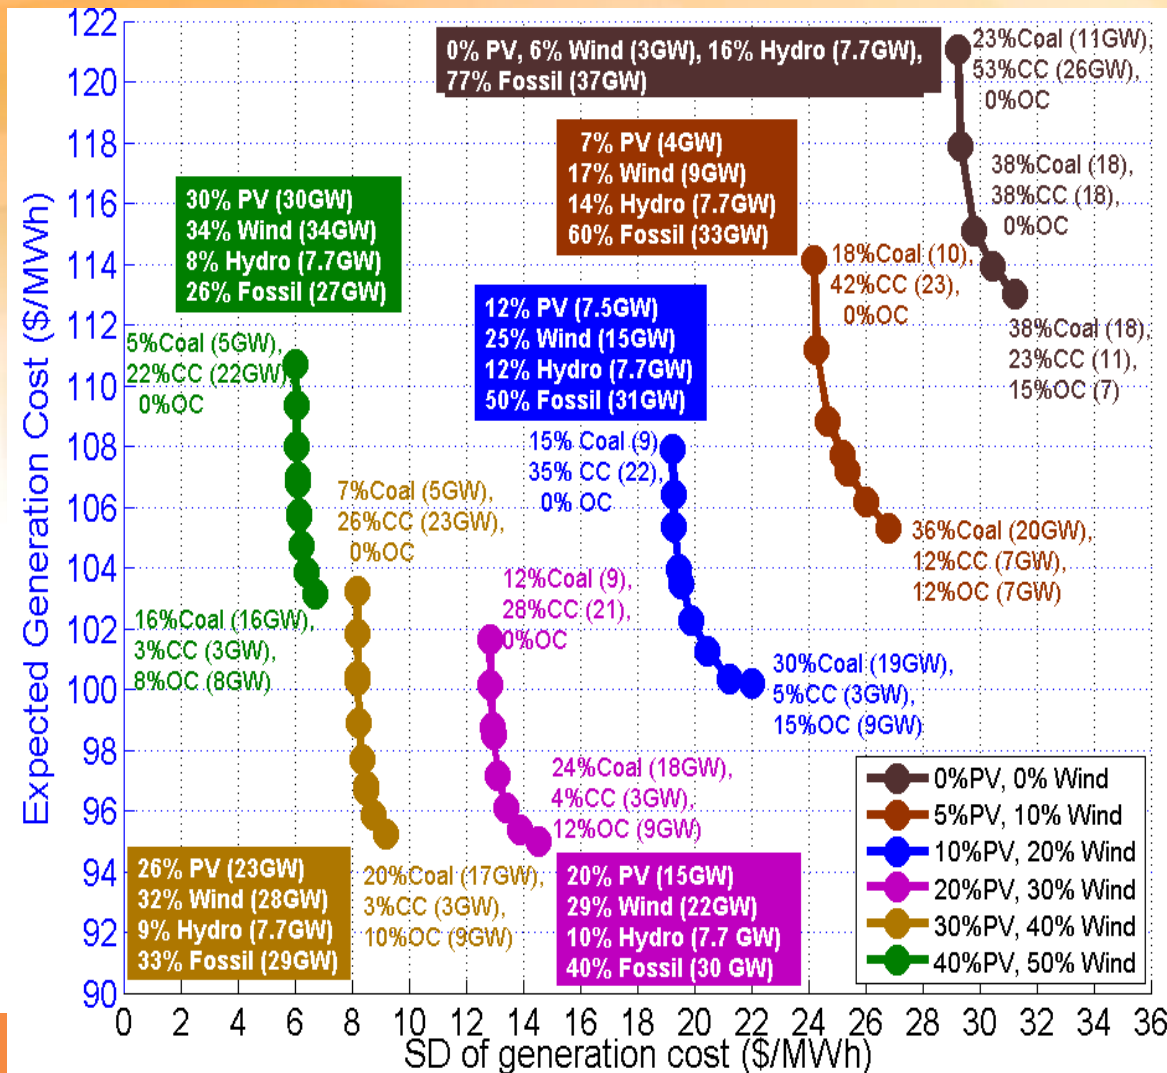 Expected Generation Cost ($/MWh)
122
120
118
116
114
112
110
108
106
104
102
100
98
96
94
92
90
0% PV, 6% Wind (3GW), 16% Hydro (7.7GW),
77% Fossil (37GW)
23%Coal (11GW),
53%CC (26GW),
0%OC
38%Coal (18),
38%CC (18),
0%OC
38%Coal (18),
23%CC (11),
15%OC (7)
7% PV (4GW)
17% Wind (9GW)
14% Hydro (7.7GW)
60% Fossil (33GW)
18%Coal (10),
42%CC (23),
0%OC
36%Coal (20GW),
12%CC (7GW),
12%OC (7GW)
30% PV (30GW)
34% Wind (34GW)
8% Hydro (7.7GW)
26% Fossil (27GW)
5%Coal (5GW),
22%CC (22GW)
0%OC
16%Coal (16GW),
3%CC (3GW),
8%OC (8GW)
12% PV (7.5GW)
25% Wind (15GW)
12% Hydro (7.7GW)
50% Fossil (31GW)
15% Coal (9),
35% CC (22),
0% OC
30%Coal (19GW),
5%CC (3GW),
15%OC (9GW)
7%Coal (5GW),
26%CC (23GW),
0%OC
12%Coal (9),
28%CC (21),
0%OC
24%Coal (18GW),
4%CC (3GW),
12%OC (9GW)
26% PV (23GW)
32% Wind (28GW)
9% Hydro (7.7GW)
33% Fossil (29GW)
20%Coal (17GW),
3%CC (3GW),
10%OC (9GW)
20% PV (15GW)
29% Wind (22GW)
10% Hydro (7.7 GW)
40% Fossil (30 GW)
0%PV, 0% Wind
5%PV, 10% Wind
10%PV, 20% Wind
20%PV, 30% Wind
30%PV, 40% Wind
40%PV, 50% Wind
0 2 4 6 8 10 12 14 16 18 20 22 24 26 28 30 32 34 36
SD of generation cost ($/MWh)